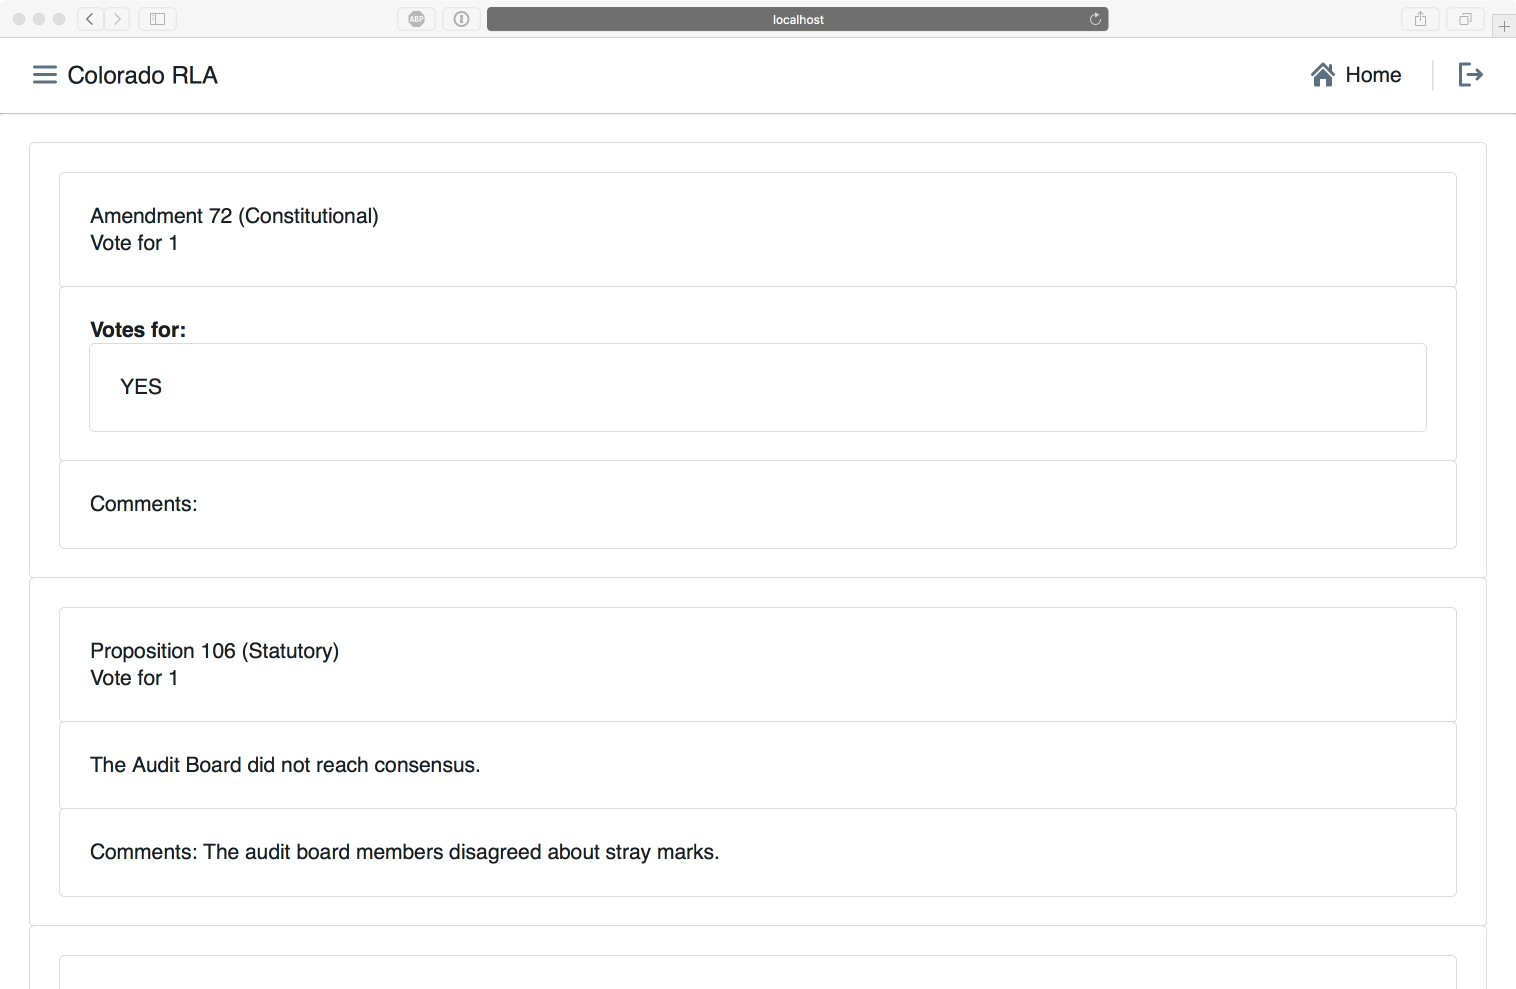 ABP
localhost
Colorado RLA
Home
Amendment 72 (Constitutional)
Vote for 1
Votes for:
YES
Comments:
Proposition 106 (Statutory)
Vote for 1
The Audit Board did not reach consensus.
Comments: The audit board members disagreed about stray marks.